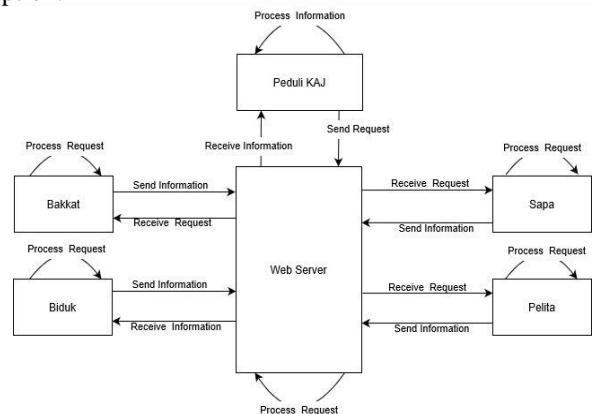 Process Information
Peduli KAJ
Send Request
Receive Information
Process Request
Process Request
Send Information
Receive Request
Bakkat
Sapa
Receive Request
Send Information
Process Request
Process Request
Web Server
Send Information
Receive Request
Biduk
Pelita
Receive Information
Send Information
Process Request